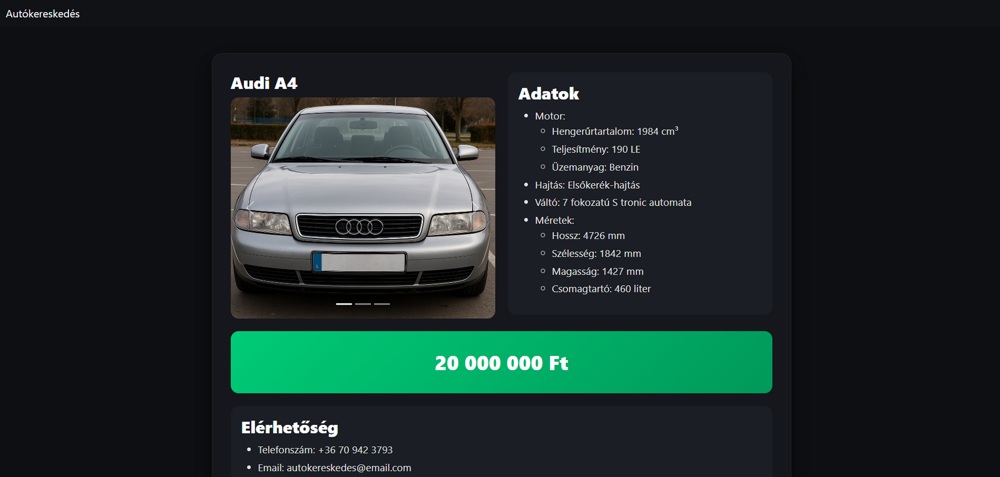 Autókereskedés
Audi A4
Adatok
Motor:
Hengerűrtartalom: 1984 cm³
Teljesítmény: 190 LE
Üzemanyag: Benzin
Hajtás: Elsőkerék-hajtás
Váltó: 7 fokozatú S tronic automata
Méretek:
Hossz: 4726 mm
Szélesség: 1842 mm
Magasság: 1427 mm
Csomagtartó: 460 liter
20 000 000 Ft
Elérhetőség
Telefonszám: +36 70 942 3793
Email: autokereskedes@email.com